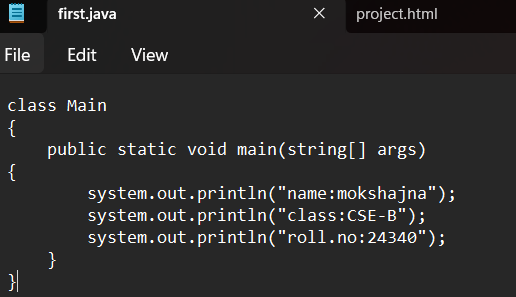 first.java × project.html
File Edit View
class Main
{
    public static void main(string[] args)
{
        system.out.println("name:mokshajna");
        system.out.println("class:CSE-B");
        system.out.println("roll.no:24340");
    }
}